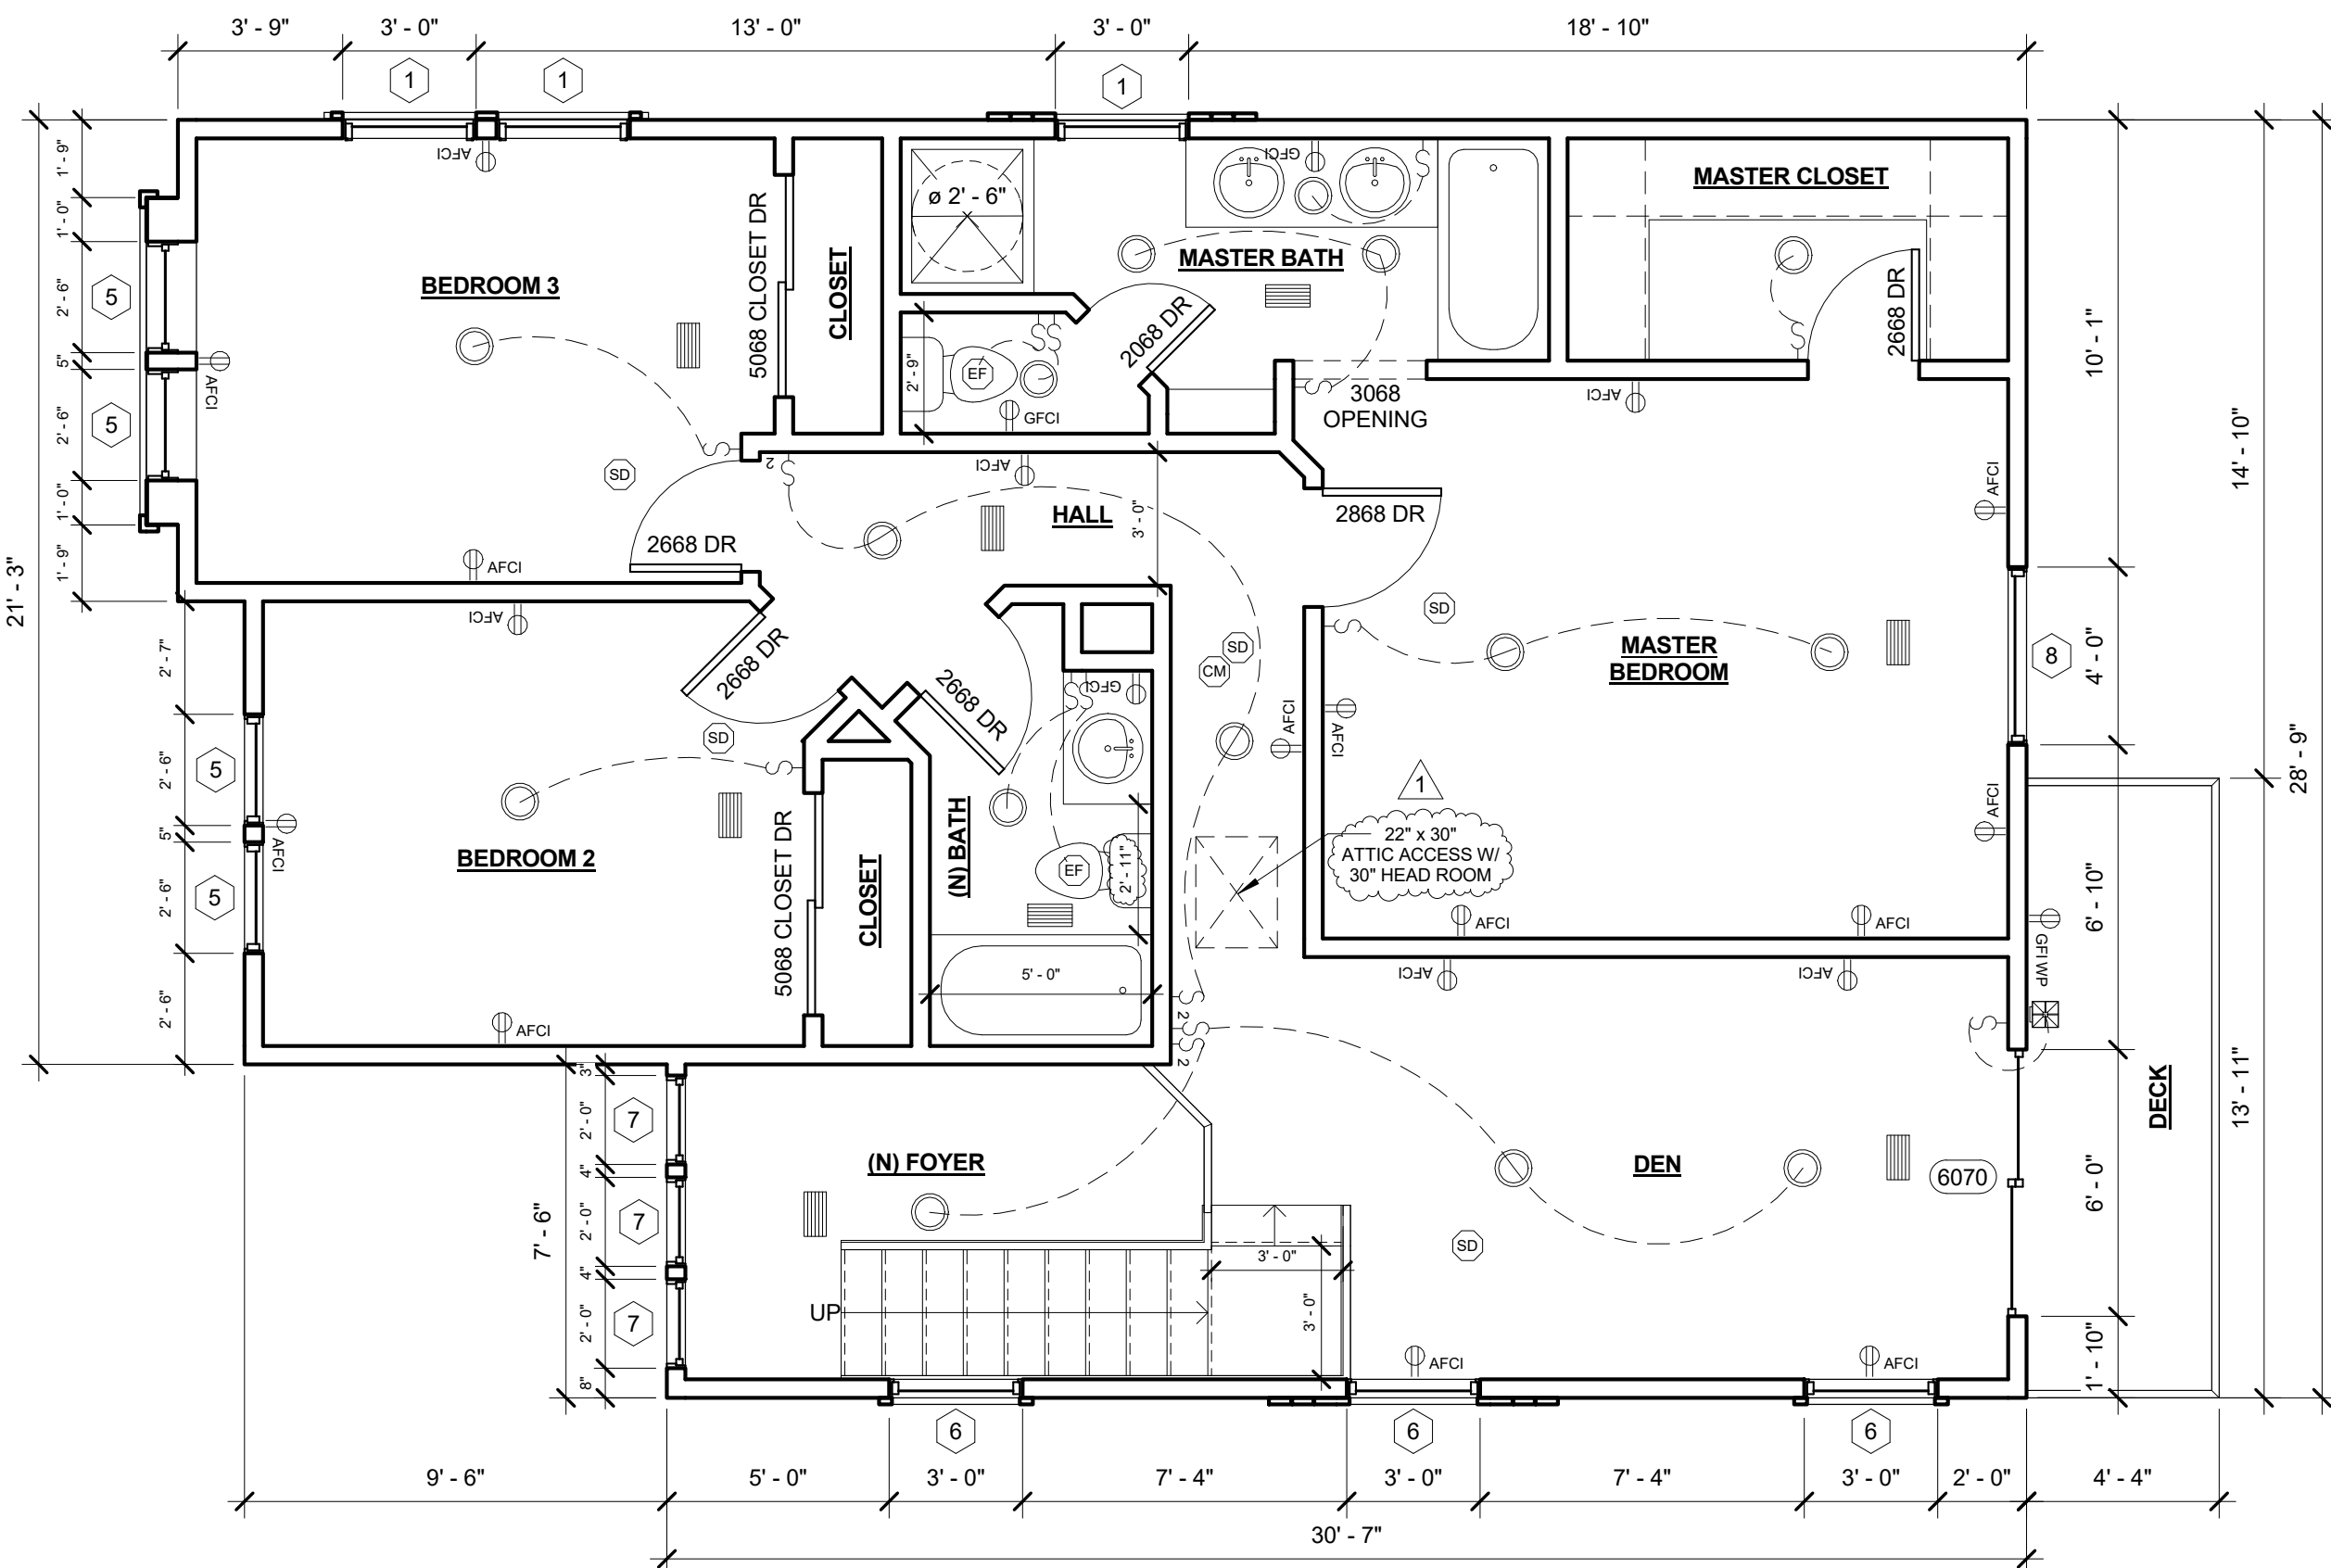 3' - 9" 3' - 0" 13' - 0" 3' - 0" 18' - 10"
1 1 1
AFCI GFCI
1' - 9"
1' - 0"
2' - 6"
5"
2' - 6"
1' - 0"
1' - 9"
21' - 3"
5
5
AFCI
BEDROOM 3
5068 CLOSET DR
CLOSET
ø 2' - 6"
MASTER BATH
MASTER CLOSET
2068 DR
2668 DR
2' - 9"
EF
GFCI
3068
OPENING
AFCI
10' - 1"
14' - 10"
28' - 9"
SD
2
AFCI
HALL
3' - 0"
2868 DR
AFCI
2668 DR
AFCI
AFCI
2668 DR
2668 DR
GFCI
SD
CM
SD
MASTER
BEDROOM
8
4' - 0"
2' - 7"
2' - 6"
5"
2' - 6"
2' - 6"
5
5
AFCI
SD
BEDROOM 2
5068 CLOSET DR
CLOSET
(N) BATH
EF
2' - 11"
5' - 0"
AFCI
AFCI
AFCI
1
22" x 30"
ATTIC ACCESS W/
30" HEAD ROOM
AFCI
AFCI
AFCI
AFCI
AFCI
GFI WP
6' - 10"
AFCI
2
2
3"
2' - 0"
4"
2' - 0"
4"
2' - 0"
8"
7' - 6"
7
7
7
(N) FOYER
DEN
6070
DECK
6' - 0"
13' - 11"
SD
3' - 0"
3' - 0"
UP
AFCI
AFCI
1' - 10"
6 6 6
9' - 6" 5' - 0" 3' - 0" 7' - 4" 3' - 0" 7' - 4" 3' - 0" 2' - 0" 4' - 4"
30' - 7"